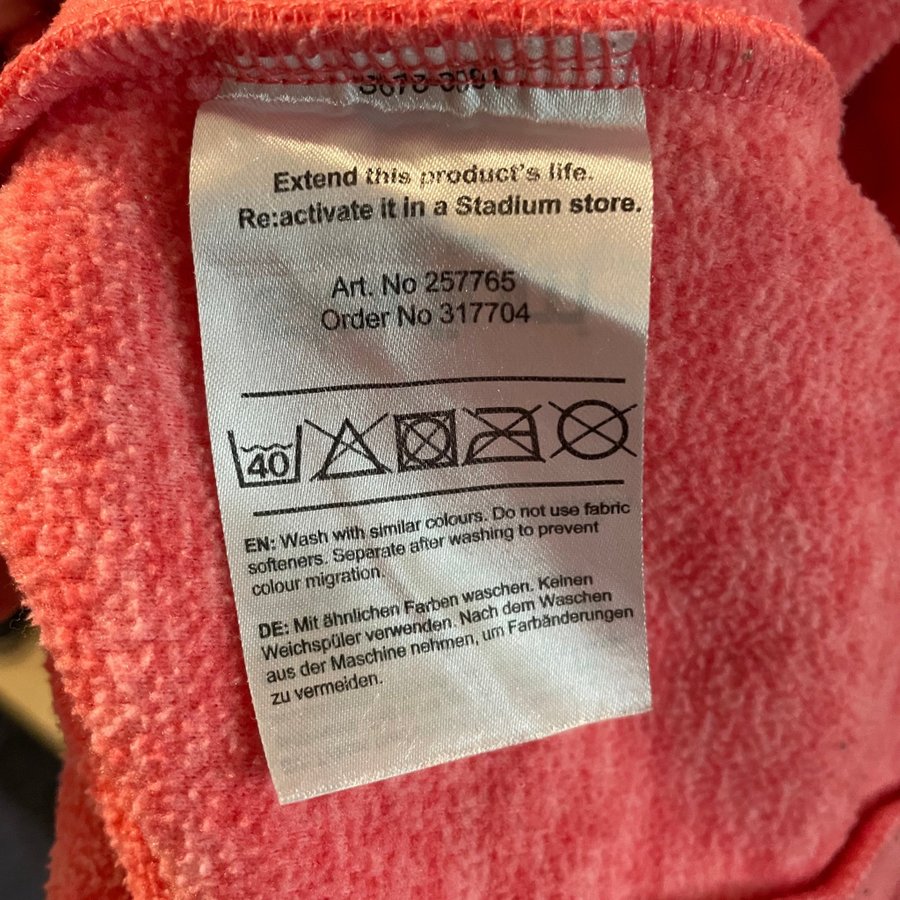 Extend this product's life.
Re:activate it in a Stadium store.
Art. No 257765
Order No 317704
40
EN: Wash with similar colours. Do not use fabric
softeners. Separate after washing to prevent
colour migration.
DE: Mit ähnlichen Farben waschen. Keinen
Weichspüler verwenden. Nach dem Waschen
aus der Maschine nehmen, um Farbänderungen
zu vermeiden.